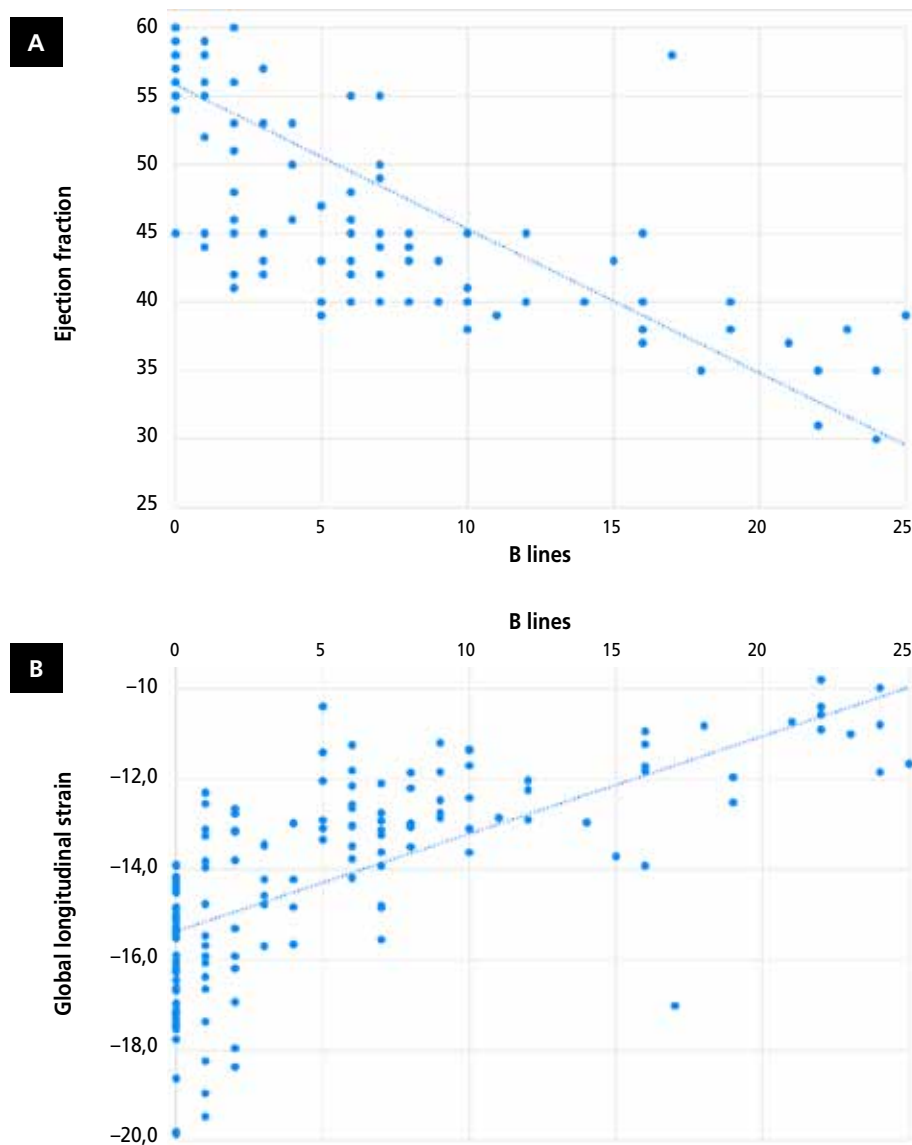 A
60
55
50
45
40
35
30
25
Ejection fraction
0 5 10 15 20 25
B lines
B lines
B
0 5 10 15 20 25
–10
–12,0
–14,0
–16,0
–18,0
–20,0
Global longitudinal strain